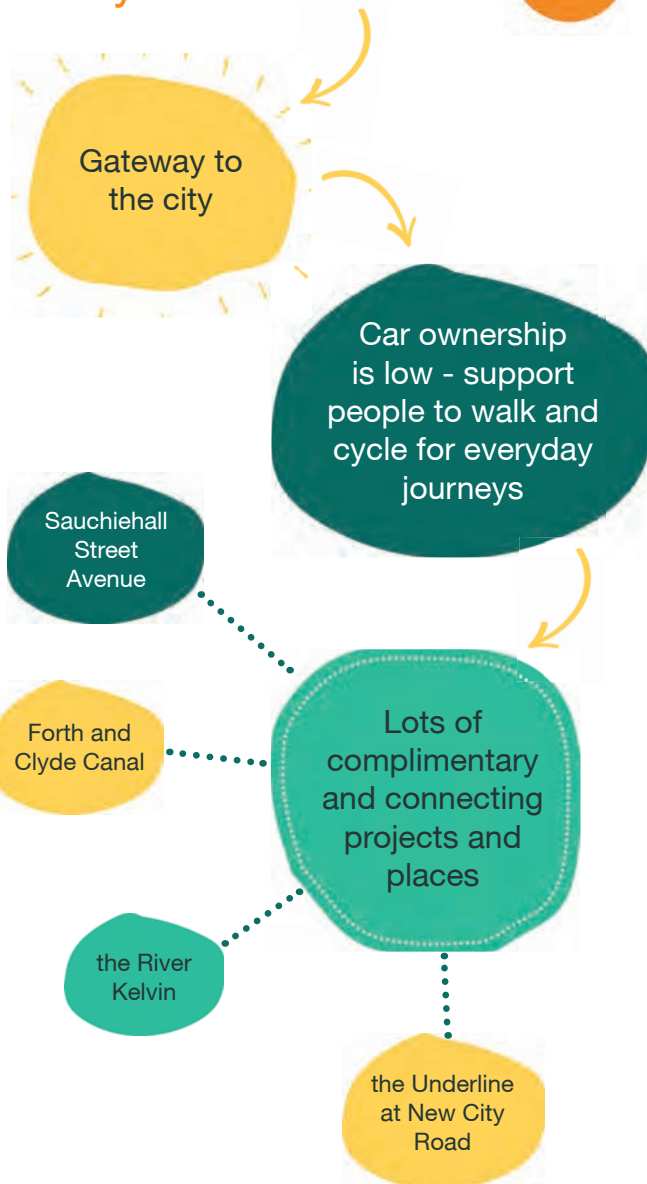 Gateway to
the city
Car ownership
is low - support
people to walk and
cycle for everyday
journeys
Sauchiehall
Street
Avenue
Forth and
Clyde Canal
Lots of
complimentary
and connecting
projects and
places
the River
Kelvin
the Underline
at New City
Road